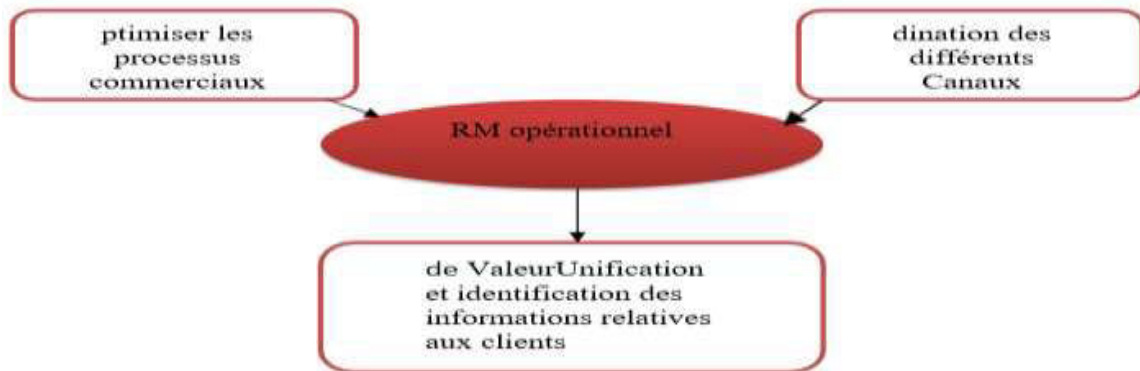 ptimiser les
processus
commerciaux
dination des
différents
Canaux
RM opérationnel
de ValeurUnification
et identification des
informations relatives
aux clients